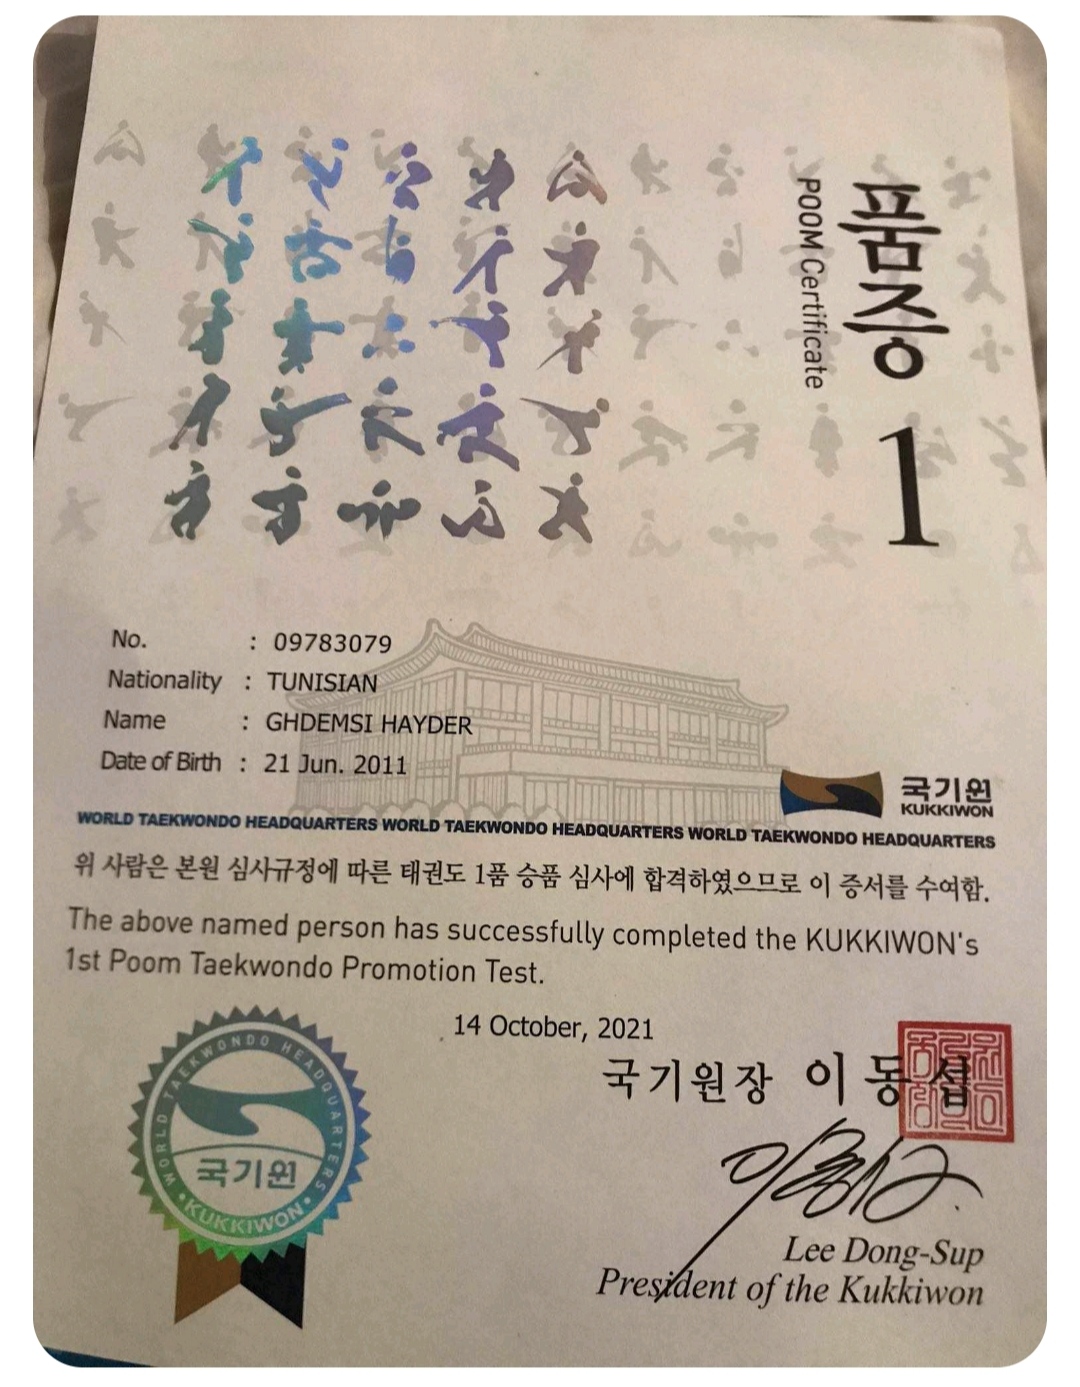 품증
POOM Certificate
1
No. : 09783079
Nationality : TUNISIAN
Name : GHDEMSI HAYDER
Date of Birth : 21 Jun. 2011
국기원
KUKKIWON
WORLD TAEKWONDO HEADQUARTERS WORLD TAEKWONDO HEADQUARTERS WORLD TAEKWONDO HEADQUARTERS
위 사람은 본원 심사규정에 따른 태권도 1품 승품 심사에 합격하였으므로 이 증서를 수여함.
The above named person has successfully completed the KUKKIWON's
1st Poom Taekwondo Promotion Test.
14 October, 2021
국기원장 이동섭
WORLD TAEKWONDO HEADQUARTERS
국기원
KUKKIWON
Lee Dong-Sup
President of the Kukkiwon